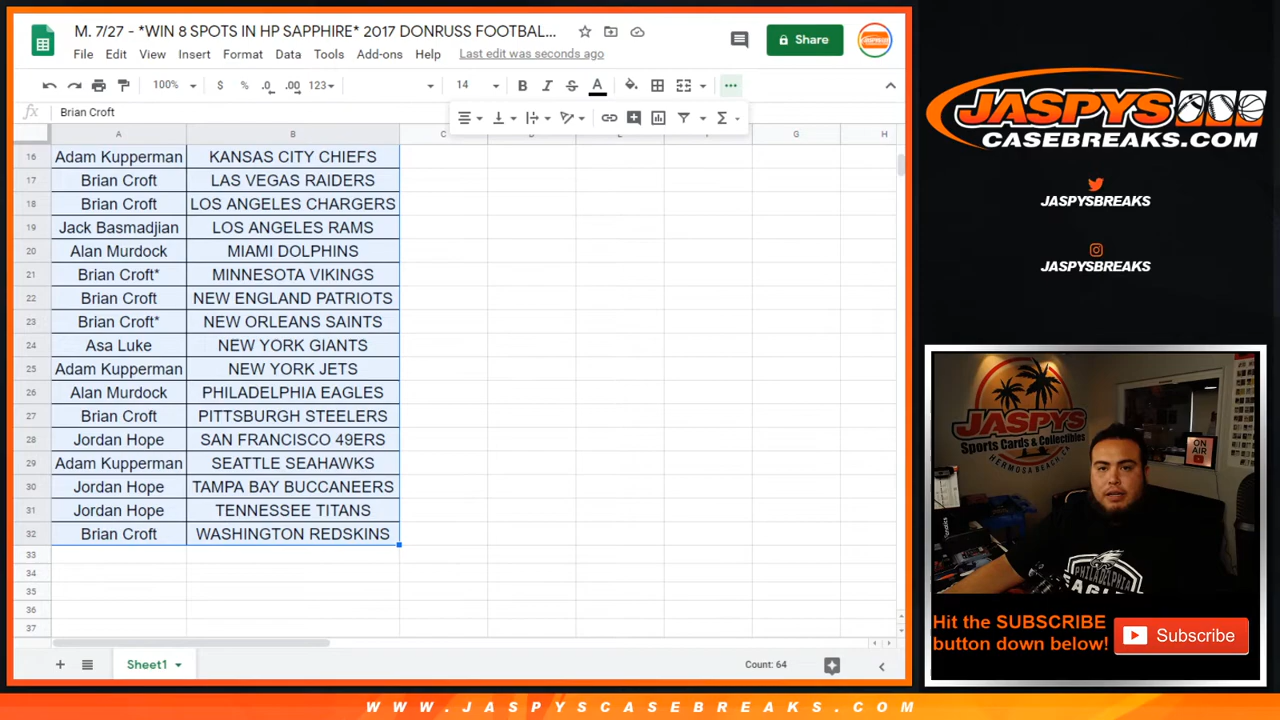 M. 7/27 - *WIN 8 SPOTS IN HP SAPPHIRE* 2017 DONRUSS FOOTBAL...
File Edit View Insert Format Data Tools Add-ons Help Last edit was seconds ago
Share
100% $ % .0 .00 123 14 B I S A
fx Brian Croft
A B C G H
16 Adam Kupperman KANSAS CITY CHIEFS
17 Brian Croft LAS VEGAS RAIDERS
18 Brian Croft LOS ANGELES CHARGERS
19 Jack Basmadjian LOS ANGELES RAMS
20 Alan Murdock MIAMI DOLPHINS
21 Brian Croft* MINNESOTA VIKINGS
22 Brian Croft NEW ENGLAND PATRIOTS
23 Brian Croft* NEW ORLEANS SAINTS
24 Asa Luke NEW YORK GIANTS
25 Adam Kupperman NEW YORK JETS
26 Alan Murdock PHILADELPHIA EAGLES
27 Brian Croft PITTSBURGH STEELERS
28 Jordan Hope SAN FRANCISCO 49ERS
29 Adam Kupperman SEATTLE SEAHAWKS
30 Jordan Hope TAMPA BAY BUCCANEERS
31 Jordan Hope TENNESSEE TITANS
32 Brian Croft WASHINGTON REDSKINS
33
34
35
36
37
Sheet1
Count: 64
JASPYS
CASEBREAKS.COM
JASPYSBREAKS
JASPYSBREAKS
JASPYS
Sports Cards & Collectibles
HERMOSA BEACH, CA
ON AIR
PHILADELPHIA
EAGLES
Hit the SUBSCRIBE
button down below!
Subscribe
WWW.JASPYSCASEBREAKS.COM